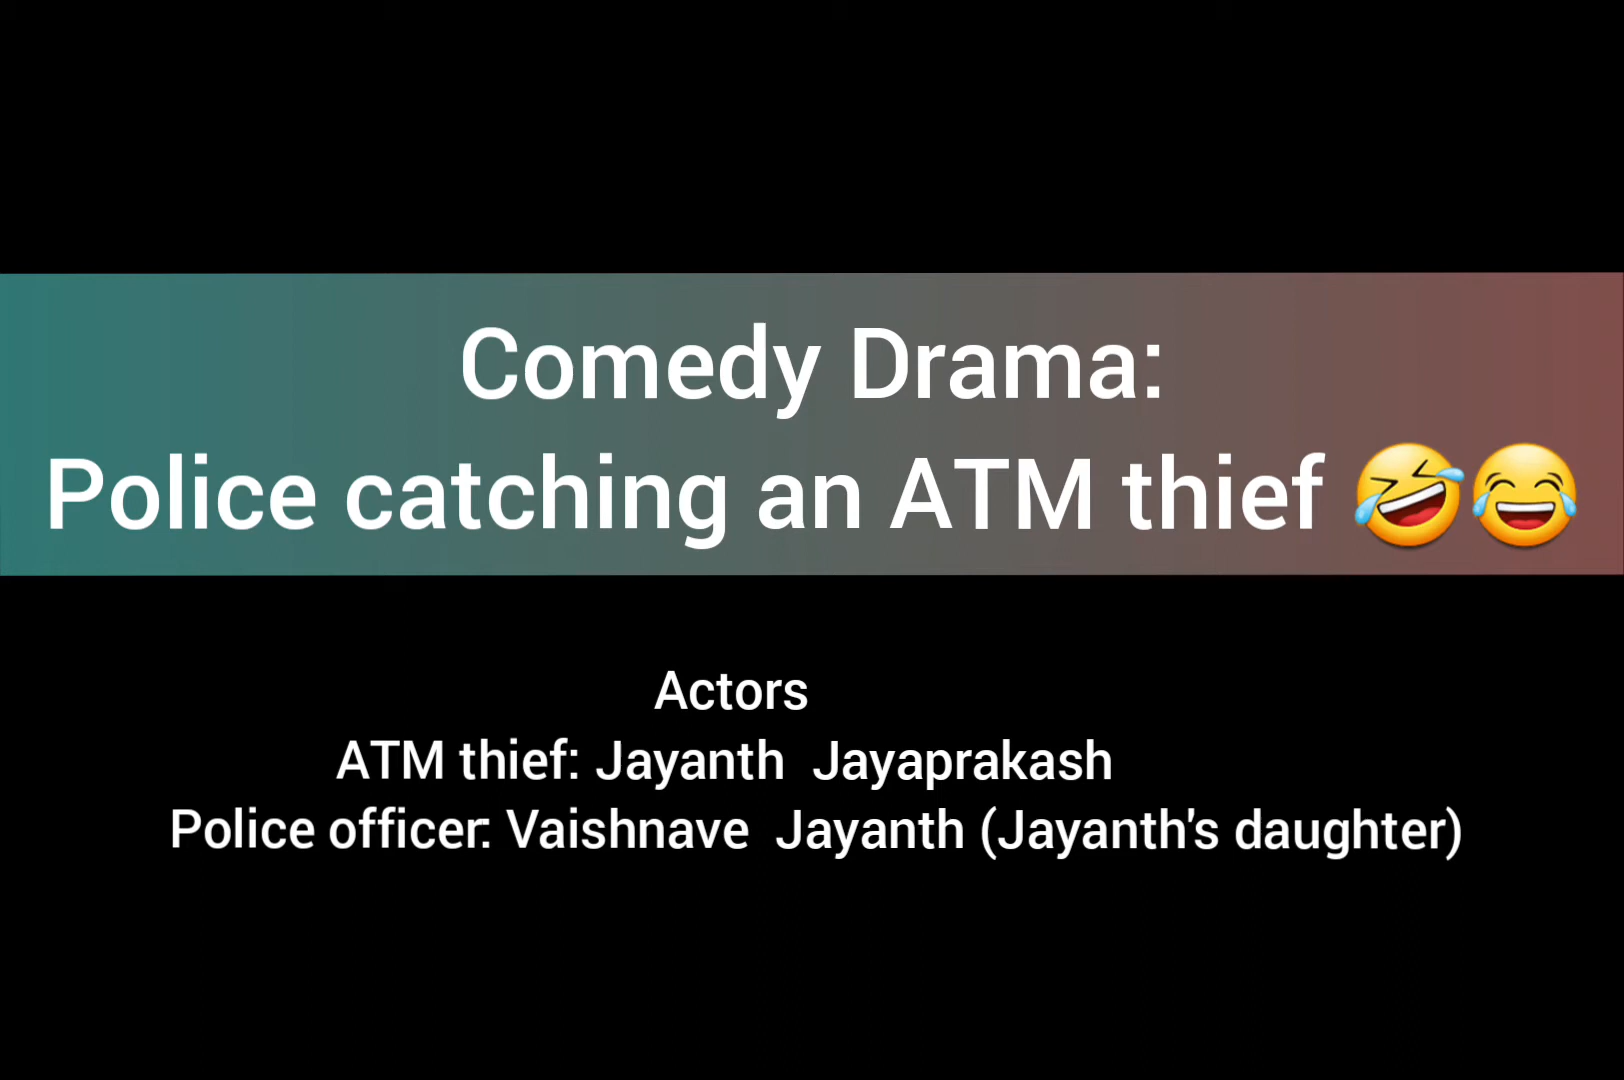 Comedy Drama:
Police catching an ATM thief 🤣😂
Actors
ATM thief: Jayanth Jayaprakash
Police officer: Vaishnave Jayanth (Jayanth's daughter)